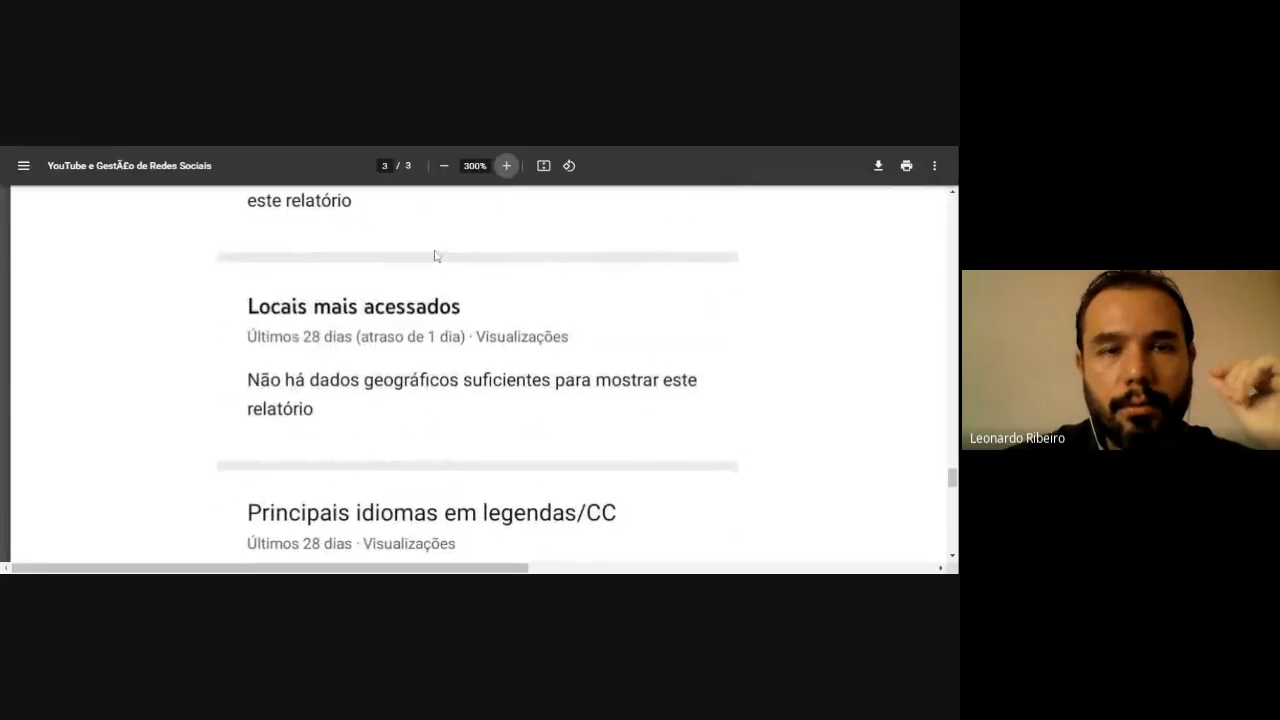 YouTube e GestÃ£o de Redes Sociais
3 / 3
300%
este relatório
Locais mais acessados
Últimos 28 dias (atraso de 1 dia) · Visualizações
Não há dados geográficos suficientes para mostrar este
relatório
Leonardo Ribeiro
Principais idiomas em legendas/CC
Últimos 28 dias · Visualizações